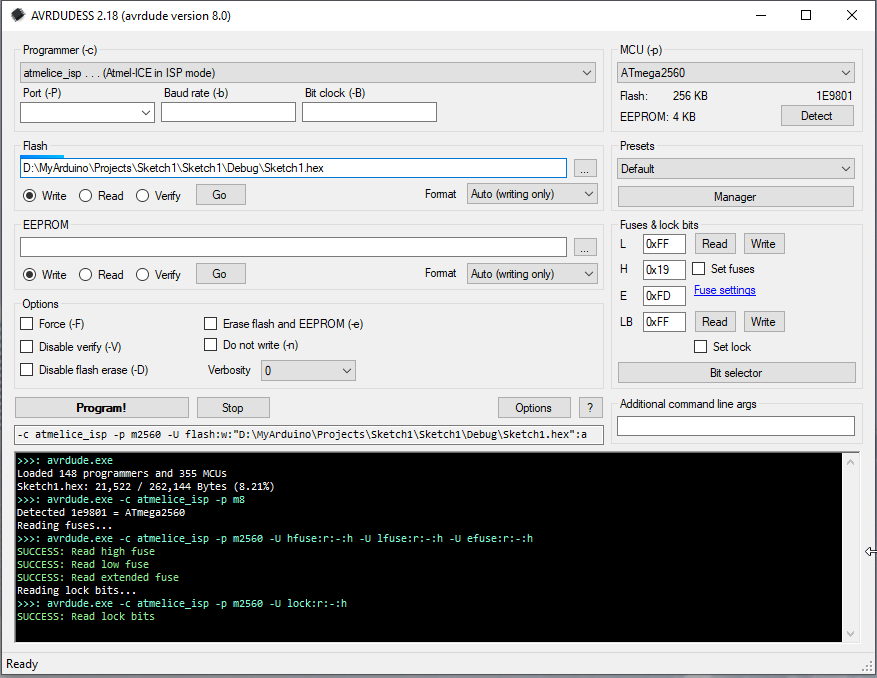 AVRDUDESS 2.18 (avrdude version 8.0)
Programmer (-c)
atmelice_isp . . . (Atmel-ICE in ISP mode)
Port (-P)
Baud rate (-b)
Bit clock (-B)
MCU (-p)
ATmega2560
Flash: 256 KB 1E9801
EEPROM: 4 KB
Detect
Flash
D:\MyArduino\Projects\Sketch1\Sketch1\Debug\Sketch1.hex
...
Write Read Verify Go Format Auto (writing only)
Presets
Default
Manager
EEPROM
...
Write Read Verify Go Format Auto (writing only)
Fuses & lock bits
L 0xFF Read Write
H 0x19 Set fuses
E 0xFD Fuse settings
LB 0xFF Read Write
Set lock
Bit selector
Options
Force (-F) Erase flash and EEPROM (-e)
Disable verify (-V) Do not write (-n)
Disable flash erase (-D) Verbosity 0
Program! Stop Options ?
Additional command line args
-c atmelice_isp -p m2560 -U flash:w:"D:\MyArduino\Projects\Sketch1\Sketch1\Debug\Sketch1.hex":a
>>>: avrdude.exe
Loaded 148 programmers and 355 MCUs
Sketch1.hex: 21,522 / 262,144 Bytes (8.21%)
>>>: avrdude.exe -c atmelice_isp -p m8
Detected 1e9801 = ATmega2560
Reading fuses...
>>>: avrdude.exe -c atmelice_isp -p m2560 -U hfuse:r:-:h -U lfuse:r:-:h -U efuse:r:-:h
SUCCESS: Read high fuse
SUCCESS: Read low fuse
SUCCESS: Read extended fuse
Reading lock bits...
>>>: avrdude.exe -c atmelice_isp -p m2560 -U lock:r:-:h
SUCCESS: Read lock bits
Ready